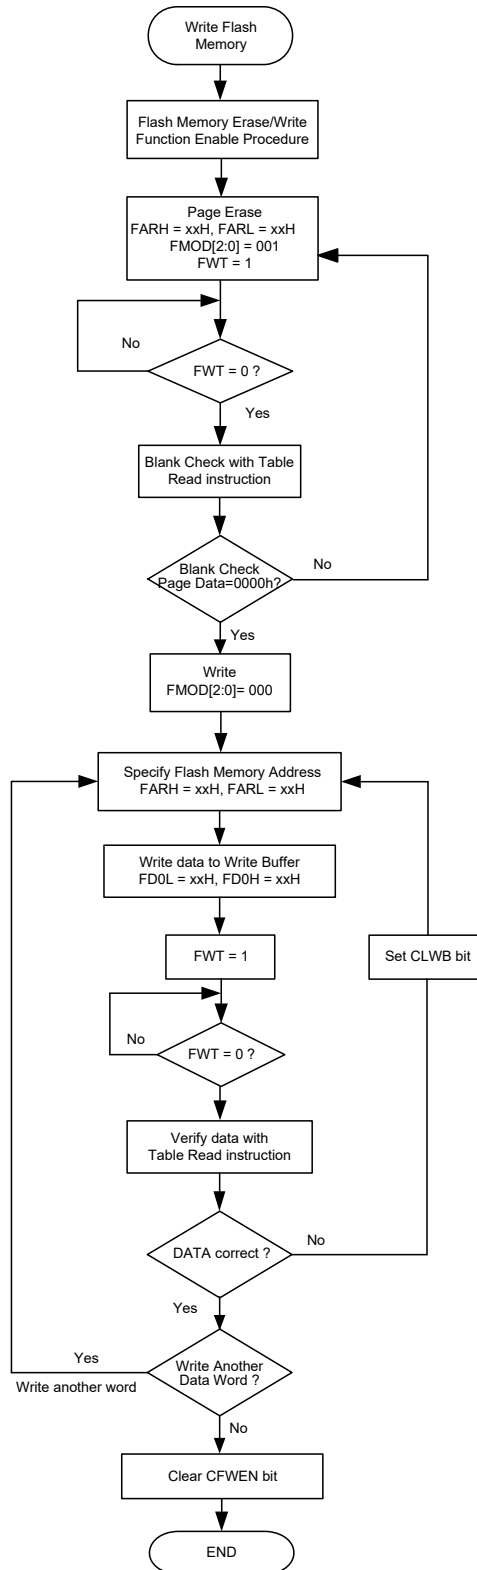 Write Flash
Memory
Flash Memory Erase/Write
Function Enable Procedure
Page Erase
FARH = xxH, FARL = xxH
FMOD[2:0] = 001
FWT = 1
No
FWT = 0 ?
Yes
Blank Check with Table
Read instruction
Blank Check
Page Data=0000h?
No
Yes
Write
FMOD[2:0]= 000
Specify Flash Memory Address
FARH = xxH, FARL = xxH
Write data to Write Buffer
FD0L = xxH, FD0H = xxH
FWT = 1
Set CLWB bit
No
FWT = 0 ?
Verify data with
Table Read instruction
DATA correct ?
No
Yes
Yes
Write another word
Write Another
Data Word ?
No
Clear CFWEN bit
END